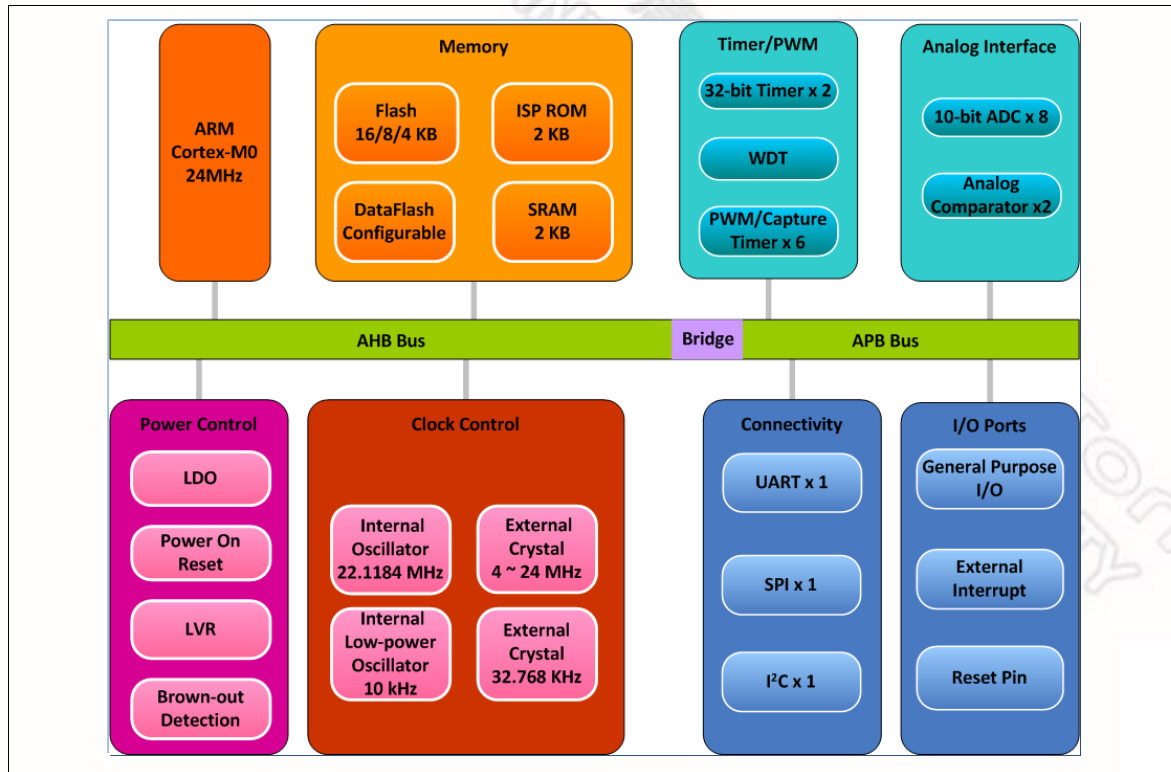 ARM
Cortex-M0
24MHz
Memory
Flash
16/8/4 KB
ISP ROM
2 KB
DataFlash
Configurable
SRAM
2 KB
Timer/PWM
32-bit Timer x 2
WDT
PWM/Capture
Timer x 6
Analog Interface
10-bit ADC x 8
Analog
Comparator x2
AHB Bus
Bridge
APB Bus
Power Control
LDO
Power On
Reset
LVR
Brown-out
Detection
Clock Control
Internal
Oscillator
22.1184 MHz
External
Crystal
4 ~ 24 MHz
Internal
Low-power
Oscillator
10 kHz
External
Crystal
32.768 KHz
Connectivity
UART x 1
SPI x 1
I²C x 1
I/O Ports
General Purpose
I/O
External
Interrupt
Reset Pin